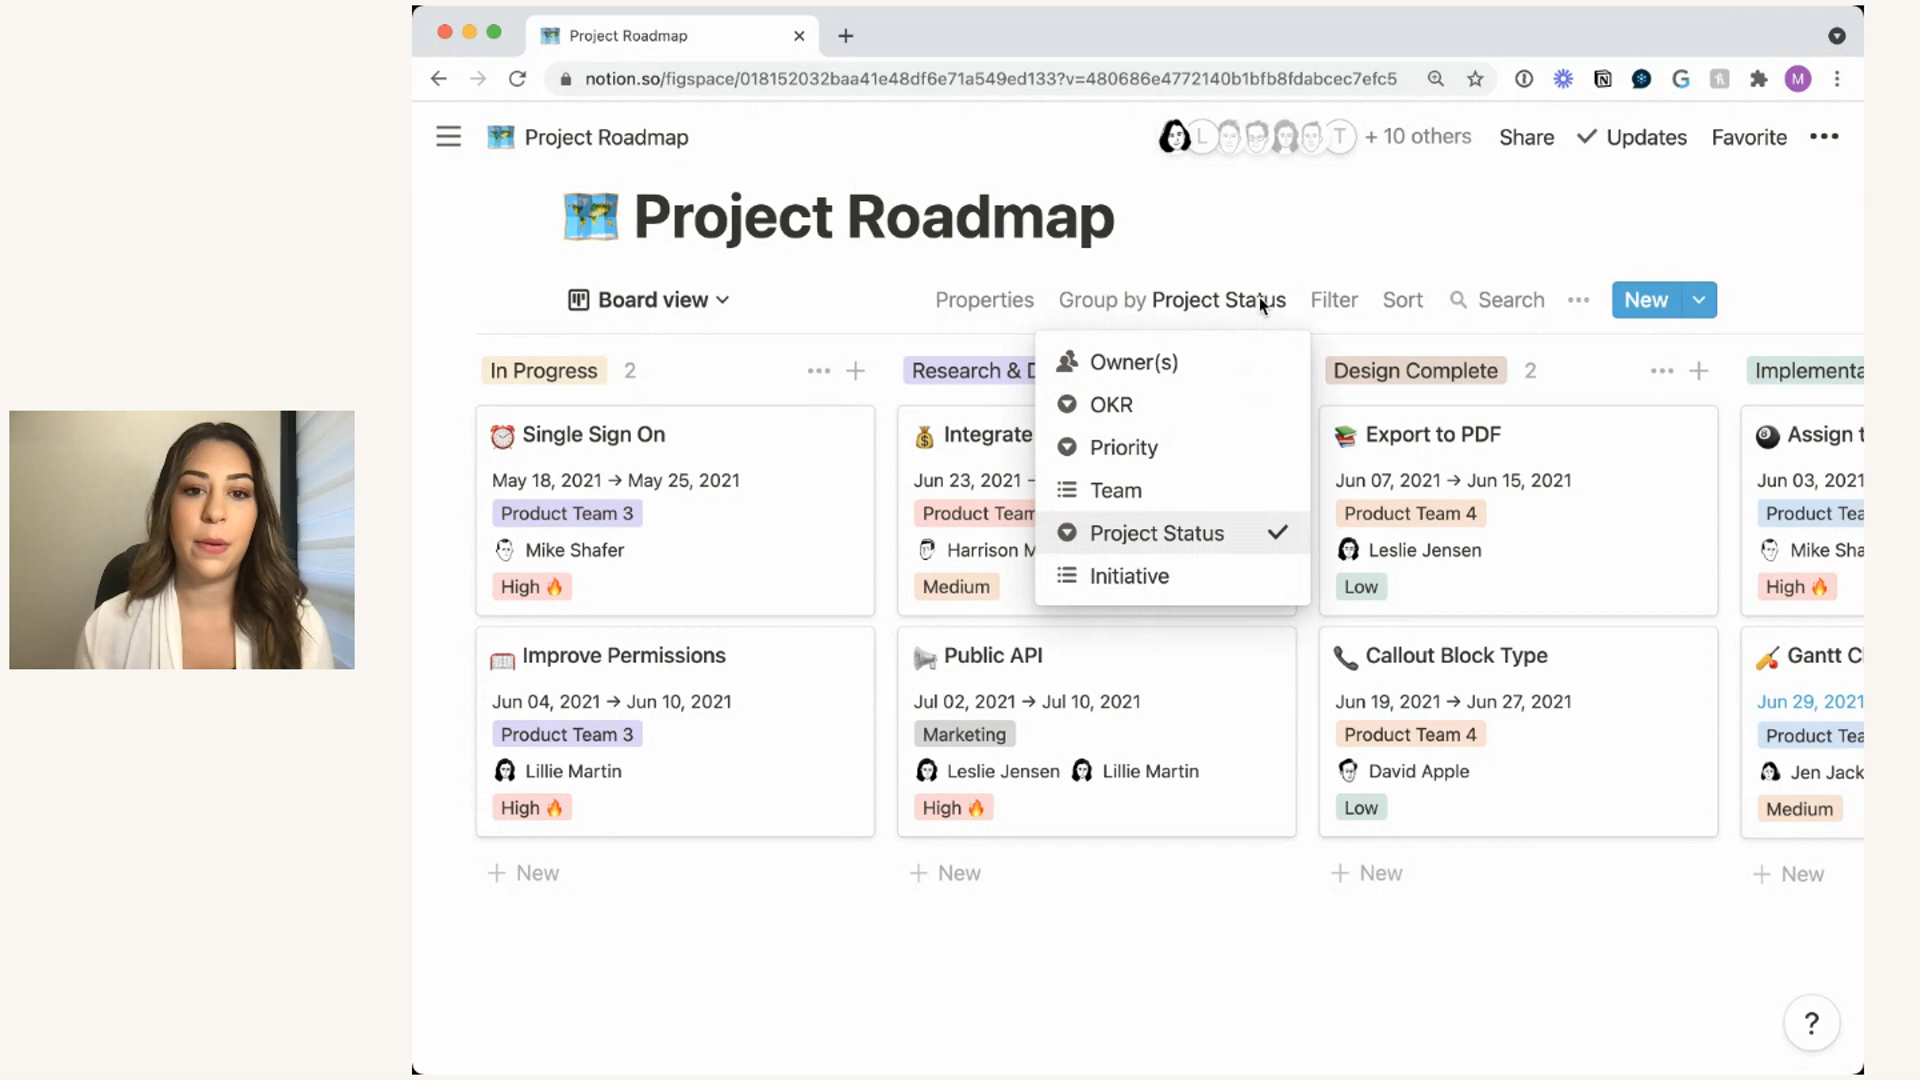 Project Roadmap
notion.so/figspace/018152032baa41e48df6e71a549ed133?v=480686e4772140b1bfb8fdabcec7efc5
M
Project Roadmap
L
T
+ 10 others
Share
Updates
Favorite
Project Roadmap
Board view
Properties
Group by Project Status
Filter
Sort
Search
New
Owner(s)
OKR
Priority
Team
Project Status
Initiative
In Progress 2
Single Sign On
May 18, 2021 → May 25, 2021
Product Team 3
Mike Shafer
High 🔥
Improve Permissions
Jun 04, 2021 → Jun 10, 2021
Product Team 3
Lillie Martin
High 🔥
+ New
Research & D
Integrate
Jun 23, 2021
Product Team
Harrison M
Medium
Public API
Jul 02, 2021 → Jul 10, 2021
Marketing
Leslie Jensen Lillie Martin
High 🔥
+ New
Design Complete 2
Export to PDF
Jun 07, 2021 → Jun 15, 2021
Product Team 4
Leslie Jensen
Low
Callout Block Type
Jun 19, 2021 → Jun 27, 2021
Product Team 4
David Apple
Low
+ New
Implementa
Assign t
Jun 03, 2021
Product Tea
Mike Sha
High 🔥
Gantt C
Jun 29, 2021
Product Tea
Jen Jack
Medium
+ New
?